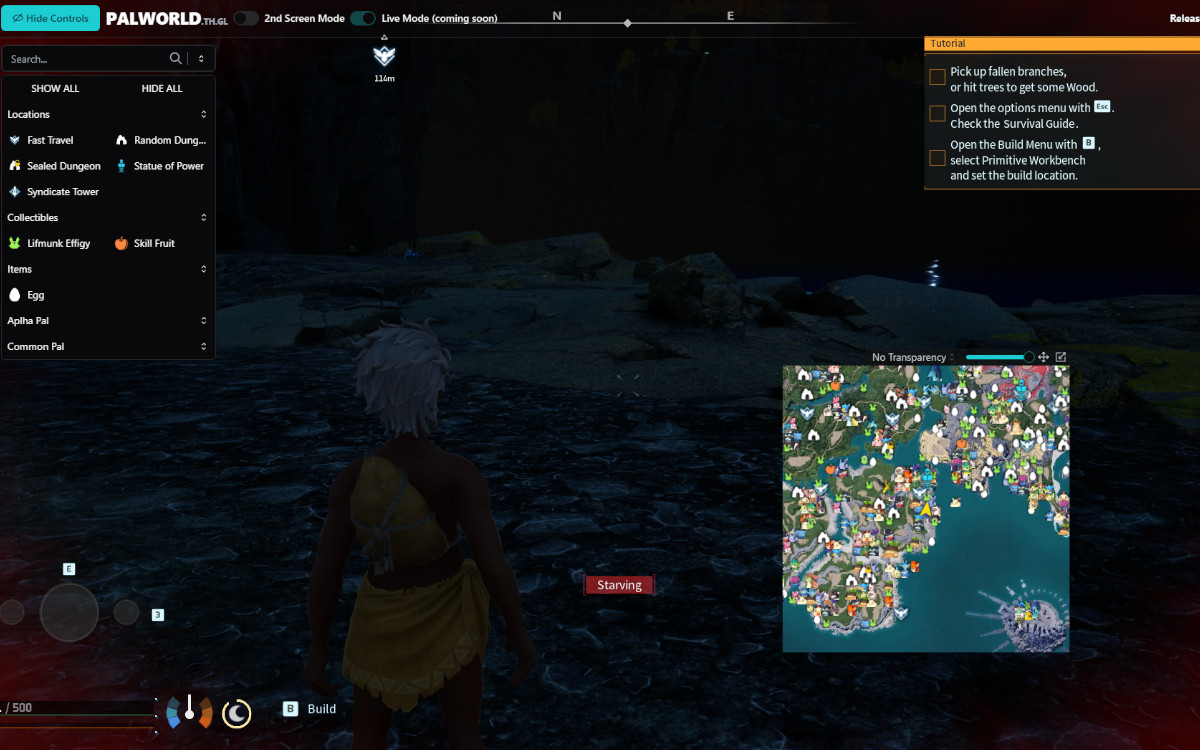 Hide Controls
PALWORLD.TH.GL
2nd Screen Mode
Live Mode (coming soon)
N
E
Releas
Search...
SHOW ALL
HIDE ALL
Locations
Fast Travel
Random Dung...
Sealed Dungeon
Statue of Power
Syndicate Tower
Collectibles
Lifmunk Effigy
Skill Fruit
Items
Egg
Aplha Pal
Common Pal
114m
Tutorial
Pick up fallen branches,
or hit trees to get some Wood.
Open the options menu with Esc.
Check the Survival Guide.
Open the Build Menu with B,
select Primitive Workbench
and set the build location.
No Transparency
Starving
E
3
/ 500
B Build